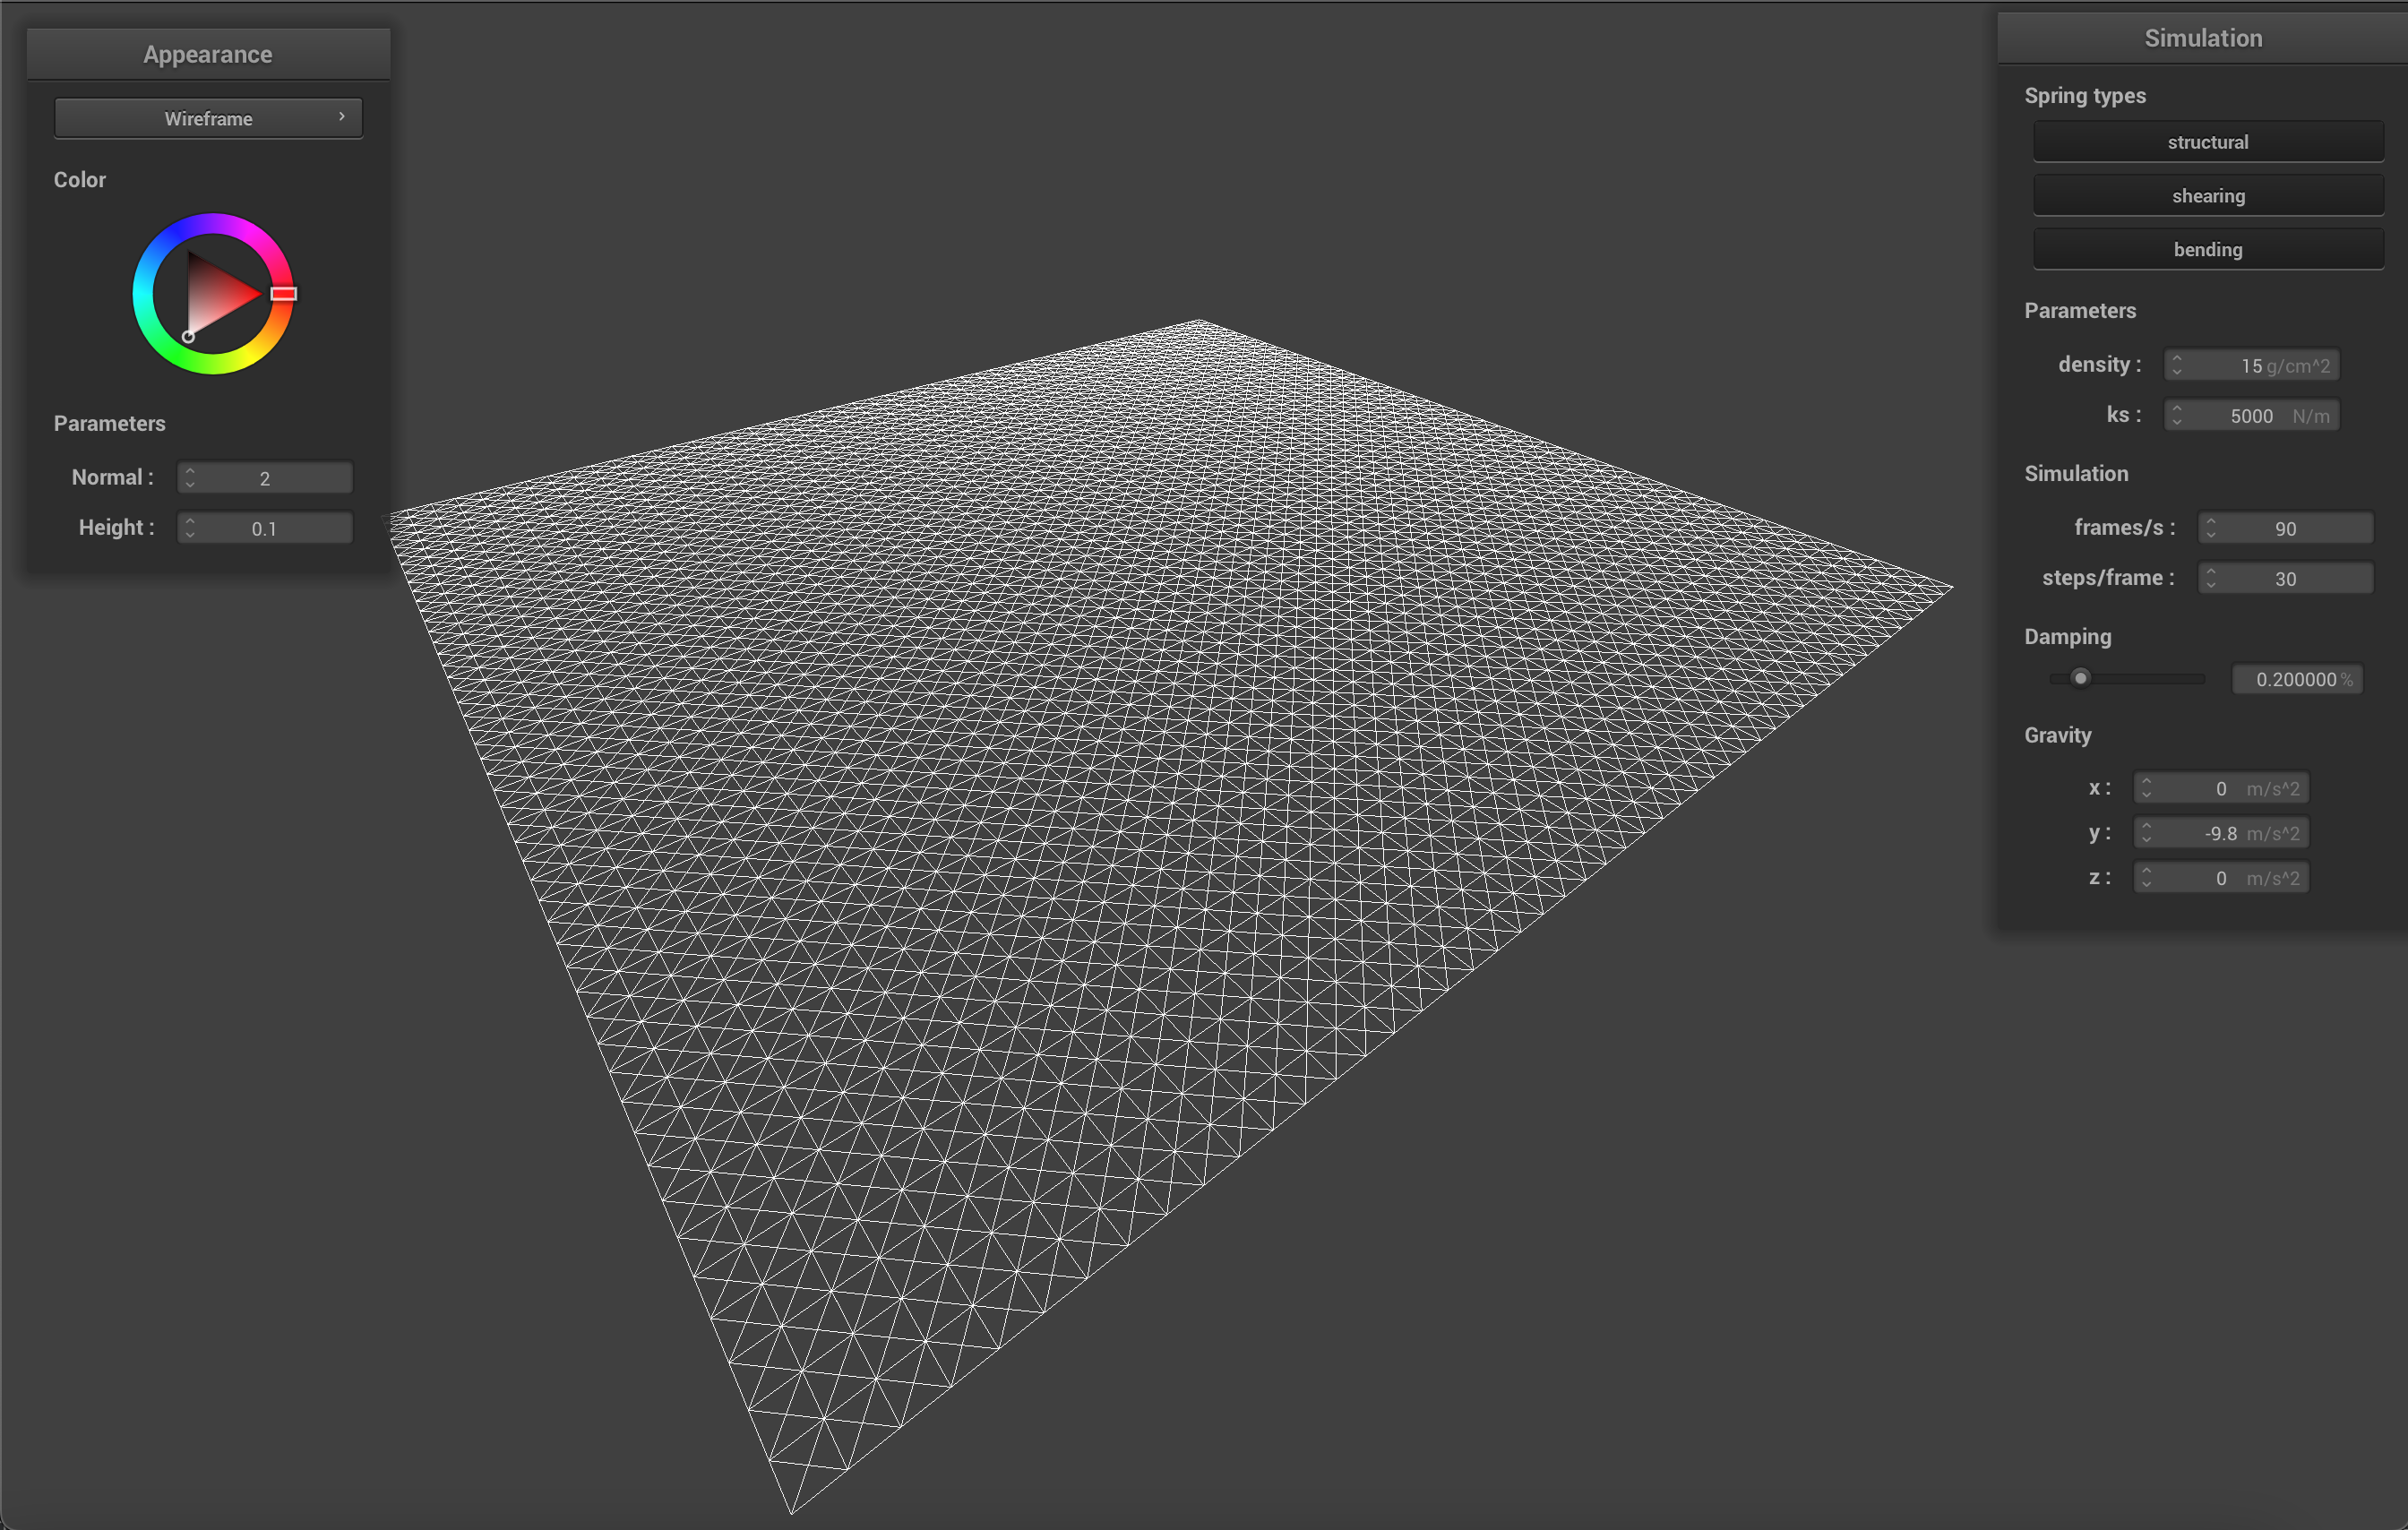 Appearance
Wireframe
Color
Parameters
Normal : 2
Height : 0.1
Simulation
Spring types
structural
shearing
bending
Parameters
density : 15 g/cm^2
ks : 5000 N/m
Simulation
frames/s : 90
steps/frame : 30
Damping
0.200000 %
Gravity
x : 0 m/s^2
y : -9.8 m/s^2
z : 0 m/s^2